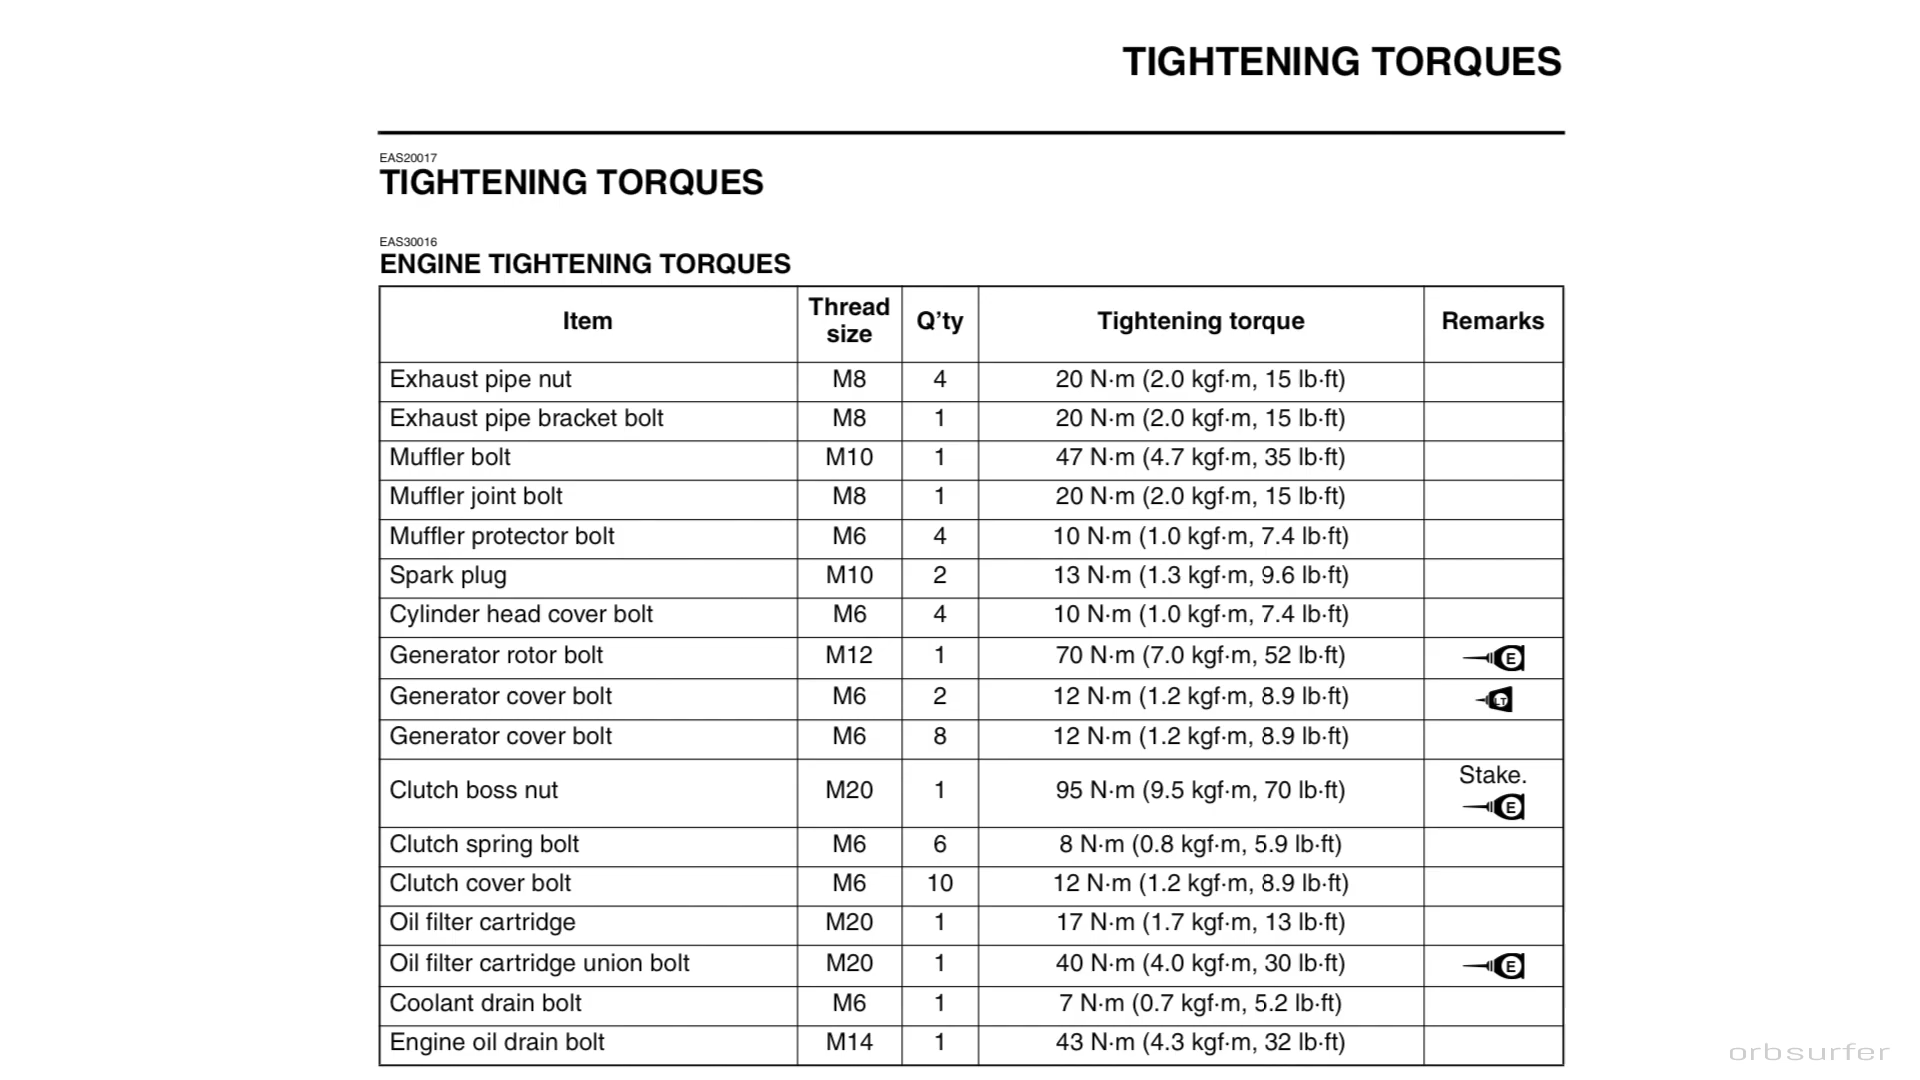 TIGHTENING TORQUES
EAS20017
TIGHTENING TORQUES
EAS30016
ENGINE TIGHTENING TORQUES
Item Thread size Q’ty Tightening torque Remarks
Exhaust pipe nut M8 4 20 N·m (2.0 kgf·m, 15 lb·ft)
Exhaust pipe bracket bolt M8 1 20 N·m (2.0 kgf·m, 15 lb·ft)
Muffler bolt M10 1 47 N·m (4.7 kgf·m, 35 lb·ft)
Muffler joint bolt M8 1 20 N·m (2.0 kgf·m, 15 lb·ft)
Muffler protector bolt M6 4 10 N·m (1.0 kgf·m, 7.4 lb·ft)
Spark plug M10 2 13 N·m (1.3 kgf·m, 9.6 lb·ft)
Cylinder head cover bolt M6 4 10 N·m (1.0 kgf·m, 7.4 lb·ft)
Generator rotor bolt M12 1 70 N·m (7.0 kgf·m, 52 lb·ft) E
Generator cover bolt M6 2 12 N·m (1.2 kgf·m, 8.9 lb·ft) LT
Generator cover bolt M6 8 12 N·m (1.2 kgf·m, 8.9 lb·ft)
Clutch boss nut M20 1 95 N·m (9.5 kgf·m, 70 lb·ft) Stake. E
Clutch spring bolt M6 6 8 N·m (0.8 kgf·m, 5.9 lb·ft)
Clutch cover bolt M6 10 12 N·m (1.2 kgf·m, 8.9 lb·ft)
Oil filter cartridge M20 1 17 N·m (1.7 kgf·m, 13 lb·ft)
Oil filter cartridge union bolt M20 1 40 N·m (4.0 kgf·m, 30 lb·ft) E
Coolant drain bolt M6 1 7 N·m (0.7 kgf·m, 5.2 lb·ft)
Engine oil drain bolt M14 1 43 N·m (4.3 kgf·m, 32 lb·ft)
orbsurfer